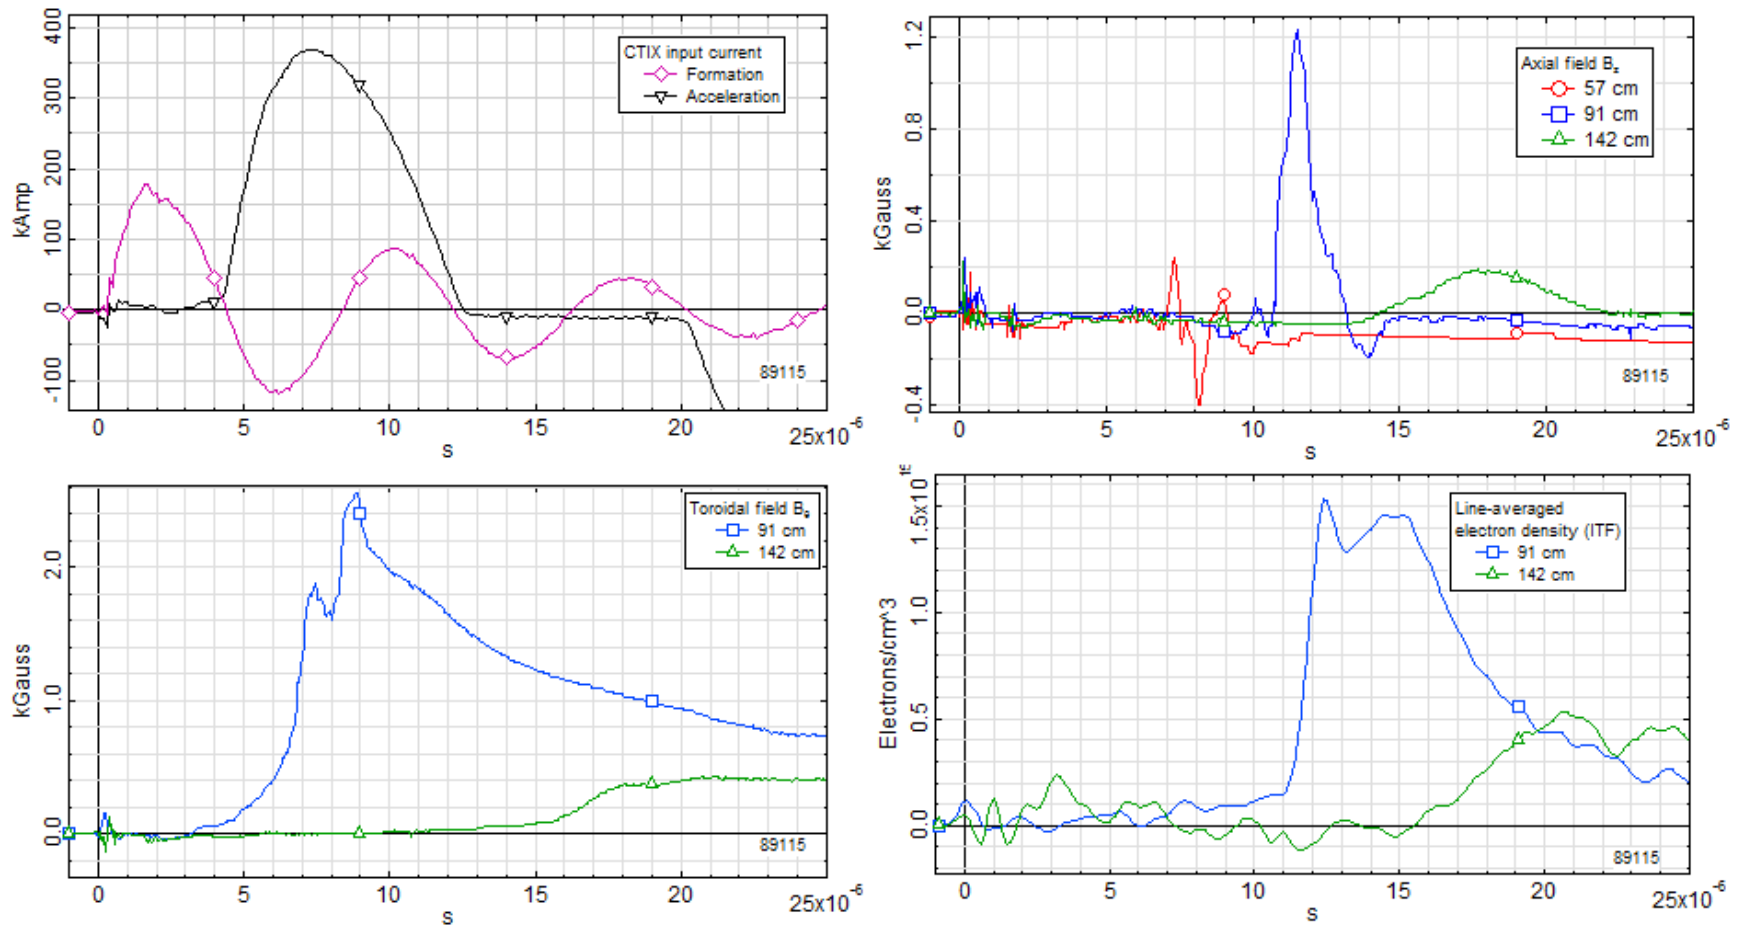 400
300
200
100
0
-100
kAmp
CTIX input current
Formation
Acceleration
89115
0
5
10
15
20
25x10-6
s
1.2
0.8
0.4
0.0
-0.4
kGauss
Axial field Bz
57 cm
91 cm
142 cm
89115
0
5
10
15
20
25x10-6
s
2.0
1.0
0.0
kGauss
Toroidal field Bθ
91 cm
142 cm
89115
0
5
10
15
20
25x10-6
s
1.5x10
1.0
0.5
0.0
Electrons/cm^3
Line-averaged
electron density (ITF)
91 cm
142 cm
89115
0
5
10
15
20
25x10-6
s